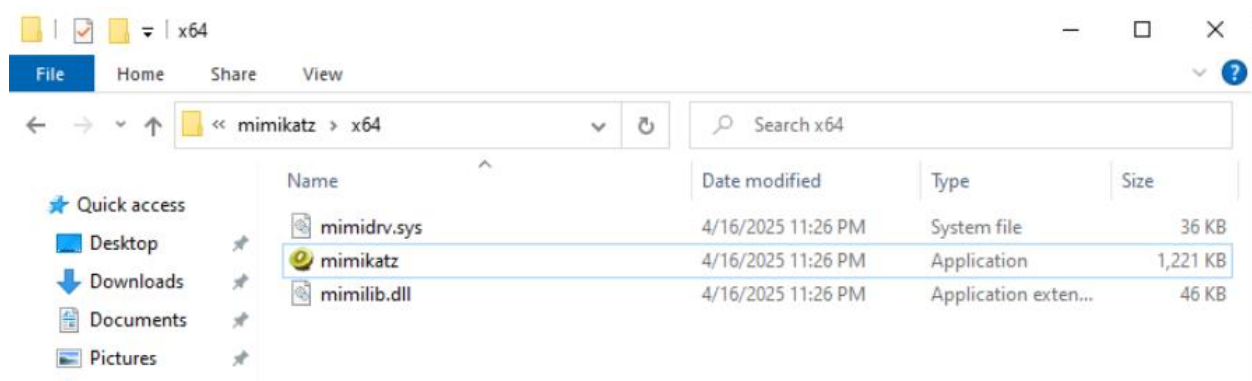 x64
File Home Share View
« mimikatz > x64 Search x64
Name Date modified Type Size
Quick access
Desktop
Downloads
Documents
Pictures
mimidrv.sys 4/16/2025 11:26 PM System file 36 KB
mimikatz 4/16/2025 11:26 PM Application 1,221 KB
mimilib.dll 4/16/2025 11:26 PM Application exten... 46 KB